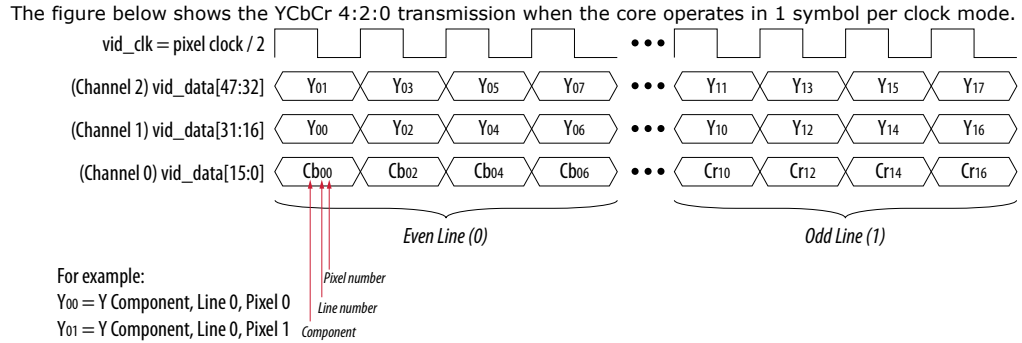 The figure below shows the YCbCr 4:2:0 transmission when the core operates in 1 symbol per clock mode.
vid_clk = pixel clock / 2
(Channel 2) vid_data[47:32] Y01 Y03 Y05 Y07 ••• Y11 Y13 Y15 Y17
(Channel 1) vid_data[31:16] Y00 Y02 Y04 Y06 ••• Y10 Y12 Y14 Y16
(Channel 0) vid_data[15:0] Cb00 Cb02 Cb04 Cb06 ••• Cr10 Cr12 Cr14 Cr16
Even Line (0) Odd Line (1)
For example: Pixel number
Y00 = Y Component, Line 0, Pixel 0 Line number
Y01 = Y Component, Line 0, Pixel 1 Component